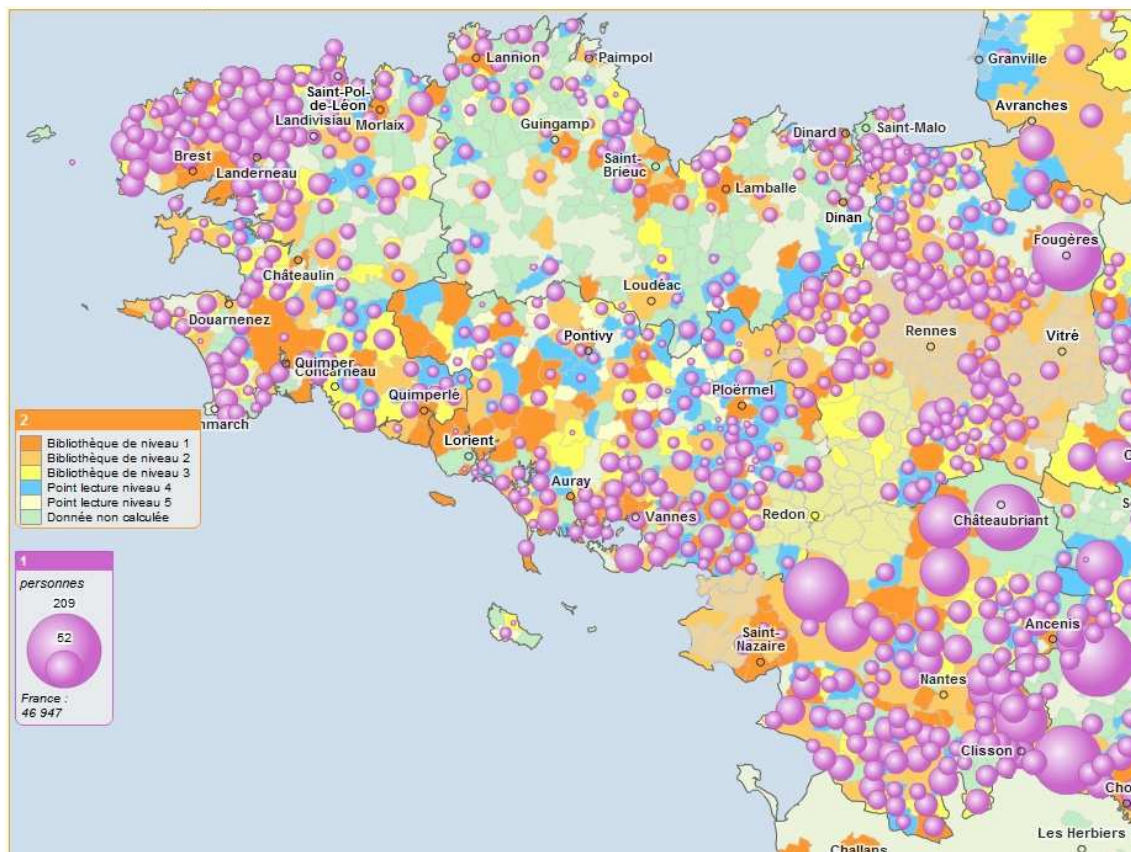 Lannion
Paimpol
Granville
Saint-Pol-
de-Léon
Landivisiau
Morlaix
Guingamp
Avranches
Dinard
Saint-Malo
Brest
Landerneau
Saint-
Brieuc
Lamballe
Dinan
Fougères
Châteaulin
Loudéac
Douarnenez
Rennes
Vitré
Pontivy
Quimper
Concarneau
Quimperlé
Ploërmel
nmarch
Lorient
Auray
Vannes
Redon
Châteaubriant
Ancenis
Saint-
Nazaire
Nantes
Clisson
Cho
Les Herbiers
Challans
2
Bibliothèque de niveau 1
Bibliothèque de niveau 2
Bibliothèque de niveau 3
Point lecture niveau 4
Point lecture niveau 5
Donnée non calculée
1
personnes
209
52
France :
46 947